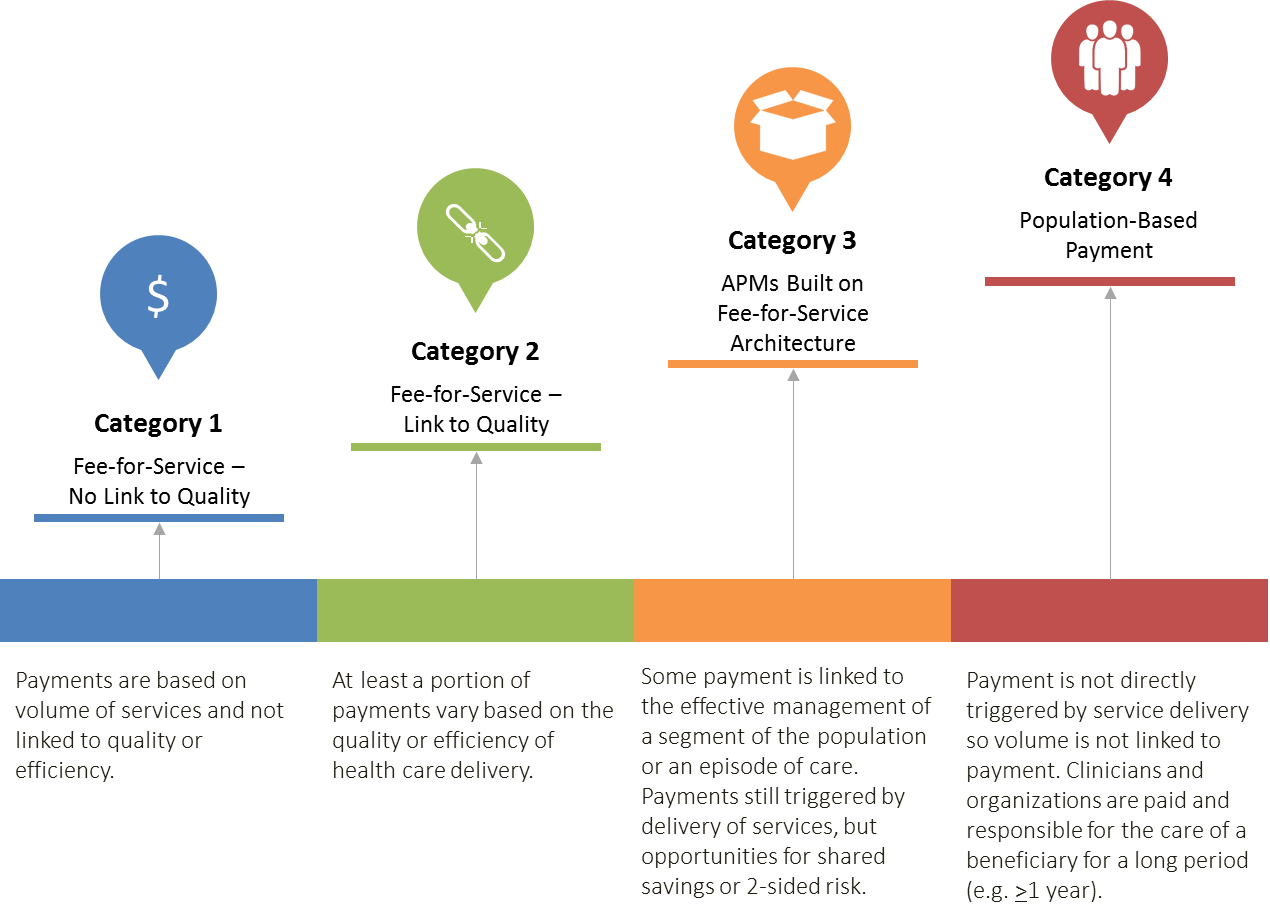 $
Category 1
Fee-for-Service –
No Link to Quality
Category 2
Fee-for-Service –
Link to Quality
Category 3
APMs Built on
Fee-for-Service
Architecture
Category 4
Population-Based
Payment
Payments are based on
volume of services and not
linked to quality or
efficiency.
At least a portion of
payments vary based on the
quality or efficiency of
health care delivery.
Some payment is linked to
the effective management of
a segment of the population
or an episode of care.
Payments still triggered by
delivery of services, but
opportunities for shared
savings or 2-sided risk.
Payment is not directly
triggered by service delivery
so volume is not linked to
payment. Clinicians and
organizations are paid and
responsible for the care of a
beneficiary for a long period
(e.g. ≥1 year).